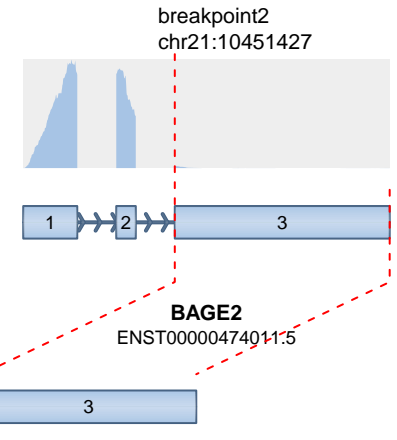 breakpoint2
chr21:10451427
1
2
3
BAGE2
ENST00000474011.5
3